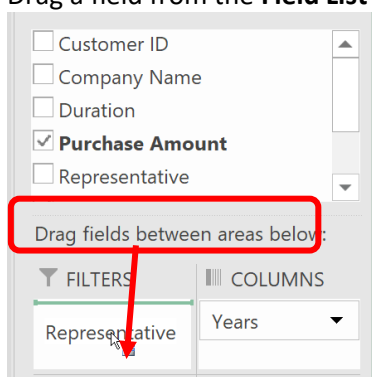 Drag a field from the Field List
Customer ID
Company Name
Duration
Purchase Amount
Representative
Drag fields between areas below:
FILTERS
COLUMNS
Representative
Years